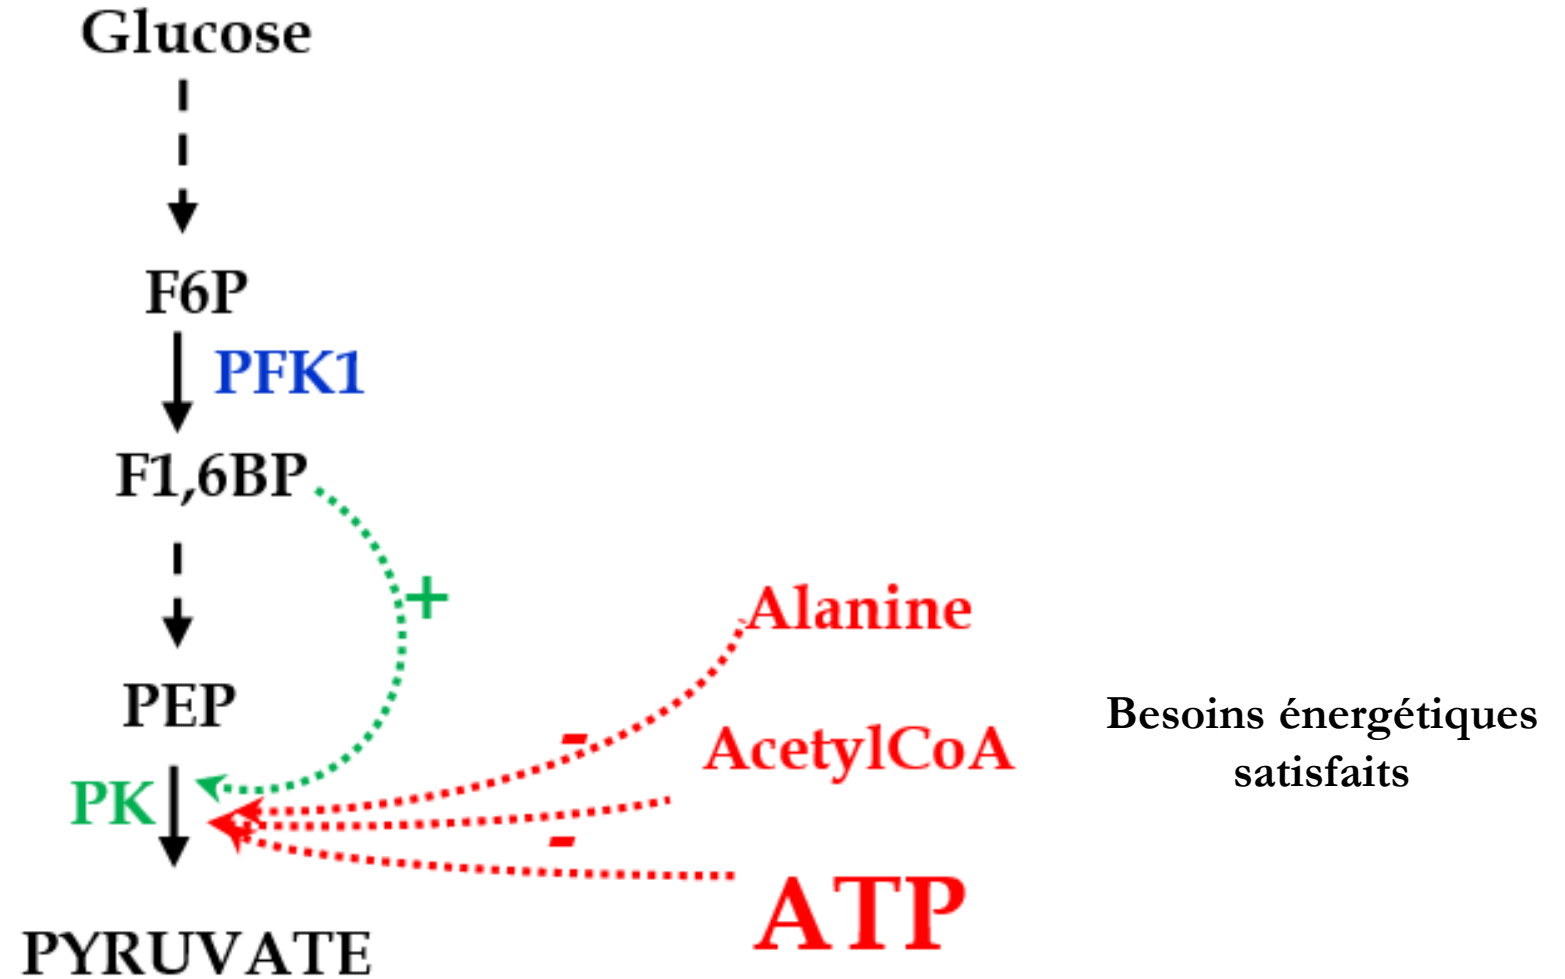 Glucose
F6P
PFK1
F1,6BP
+
Alanine
PEP
-
AcetylCoA
Besoins énergétiques
satisfaits
PK
-
ATP
PYRUVATE